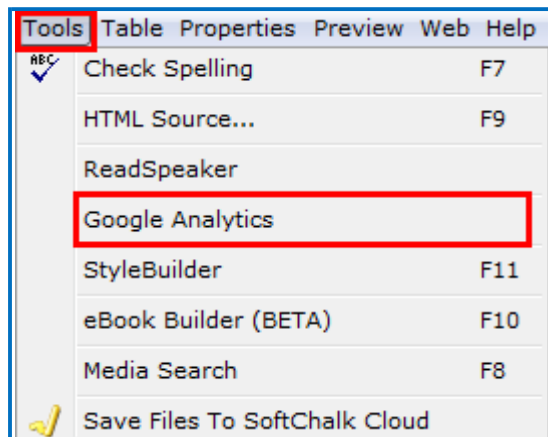 Tools Table Properties Preview Web Help
ABC Check Spelling F7
HTML Source... F9
ReadSpeaker
Google Analytics
StyleBuilder F11
eBook Builder (BETA) F10
Media Search F8
Save Files To SoftChalk Cloud